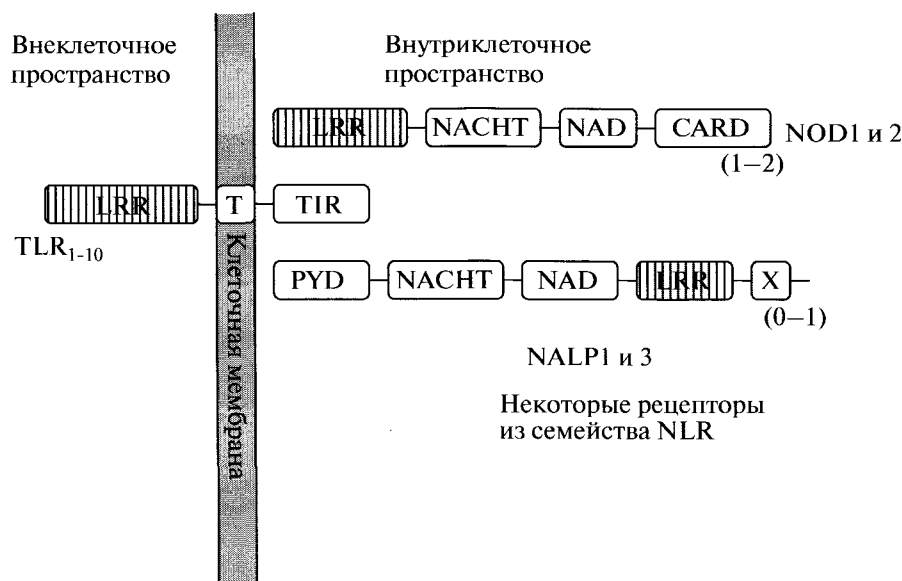 Внеклеточное
пространство
Внутриклеточное
пространство
LRR NACHT NAD CARD NOD1 и 2
(1–2)
LRR T TIR
TLR1-10
Клеточная мембрана
PYD NACHT NAD LRR X
(0–1)
NALP1 и 3
Некоторые рецепторы
из семейства NLR